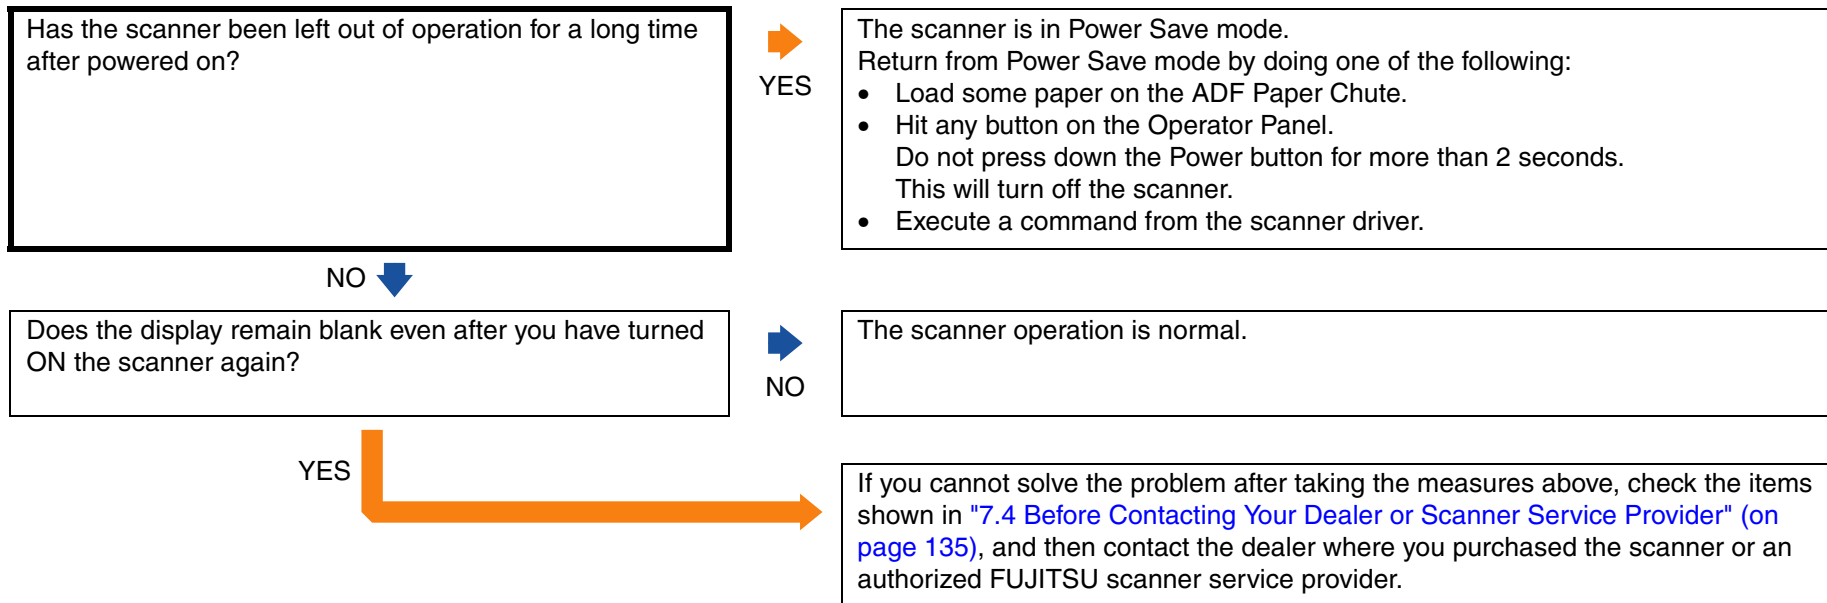 Has the scanner been left out of operation for a long time
after powered on?
YES
The scanner is in Power Save mode.
Return from Power Save mode by doing one of the following:
• Load some paper on the ADF Paper Chute.
• Hit any button on the Operator Panel.
Do not press down the Power button for more than 2 seconds.
This will turn off the scanner.
• Execute a command from the scanner driver.
NO
Does the display remain blank even after you have turned
ON the scanner again?
NO
The scanner operation is normal.
YES
If you cannot solve the problem after taking the measures above, check the items
shown in "7.4 Before Contacting Your Dealer or Scanner Service Provider" (on
page 135), and then contact the dealer where you purchased the scanner or an
authorized FUJITSU scanner service provider.